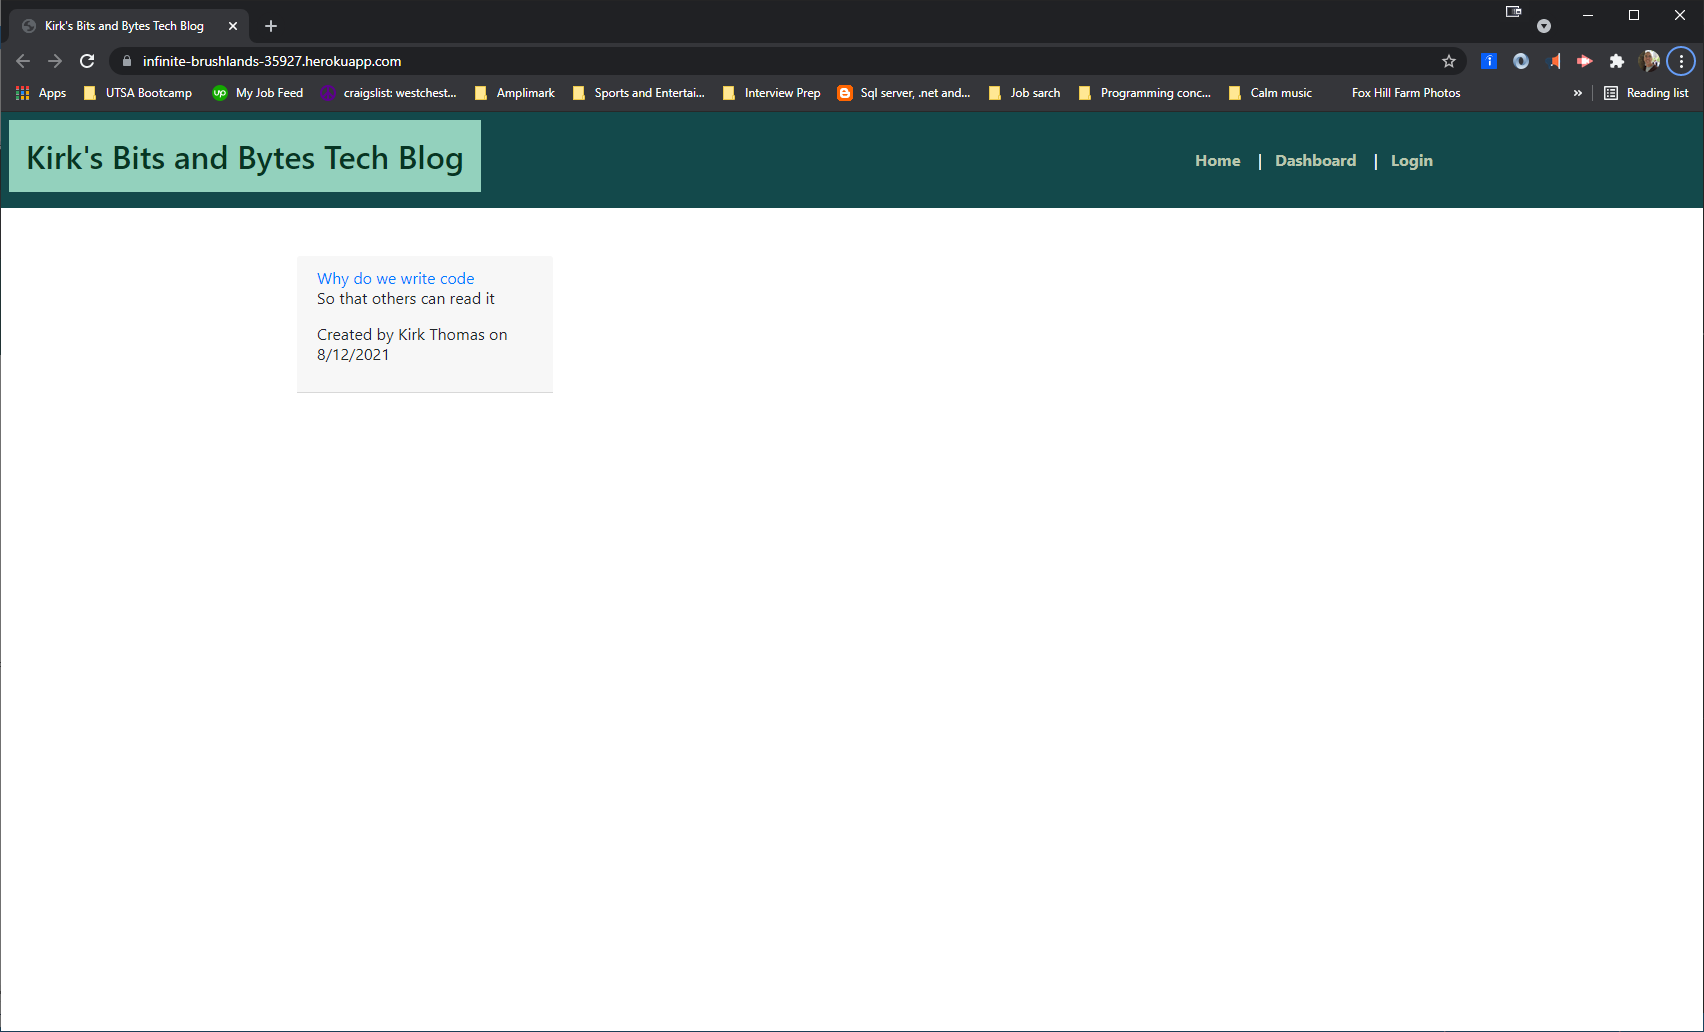 Kirk's Bits and Bytes Tech Blog
infinite-brushlands-35927.herokuapp.com
Apps UTSA Bootcamp up My Job Feed craigslist: westchest... Amplimark Sports and Entertai... Interview Prep Sql server, .net and... Job sarch Programming conc... Calm music Fox Hill Farm Photos » Reading list
Kirk's Bits and Bytes Tech Blog
Home | Dashboard | Login
Why do we write code
So that others can read it
Created by Kirk Thomas on
8/12/2021